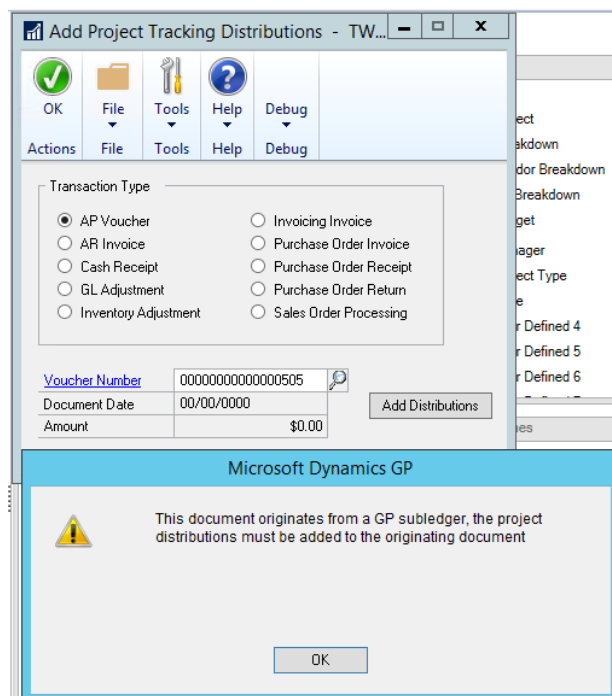 Add Project Tracking Distributions - TW...
OK
File
Tools
Help
Debug
Actions
File
Tools
Help
Debug
Transaction Type
AP Voucher
Invoicing Invoice
AR Invoice
Purchase Order Invoice
Cash Receipt
Purchase Order Receipt
GL Adjustment
Purchase Order Return
Inventory Adjustment
Sales Order Processing
Voucher Number 00000000000000505
Document Date 00/00/0000
Amount $0.00
Add Distributions
ect
akdown
dor Breakdown
Breakdown
get
ager
ect Type
e
r Defined 4
r Defined 5
r Defined 6
nes
Microsoft Dynamics GP
This document originates from a GP subledger, the project
distributions must be added to the originating document
OK